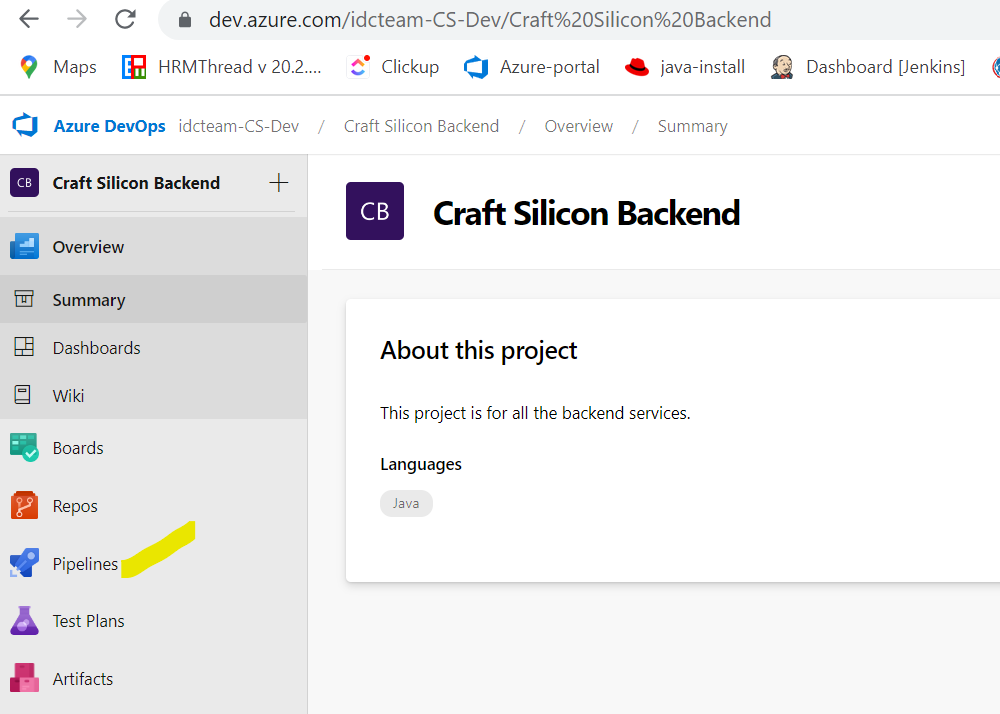 dev.azure.com/idcteam-CS-Dev/Craft%20Silicon%20Backend
Maps HRMThread v 20.2.... Clickup Azure-portal java-install Dashboard [Jenkins]
Azure DevOps idcteam-CS-Dev / Craft Silicon Backend / Overview / Summary
CB Craft Silicon Backend
Overview
Summary
Dashboards
Wiki
Boards
Repos
Pipelines
Test Plans
Artifacts
CB Craft Silicon Backend
About this project
This project is for all the backend services.
Languages
Java